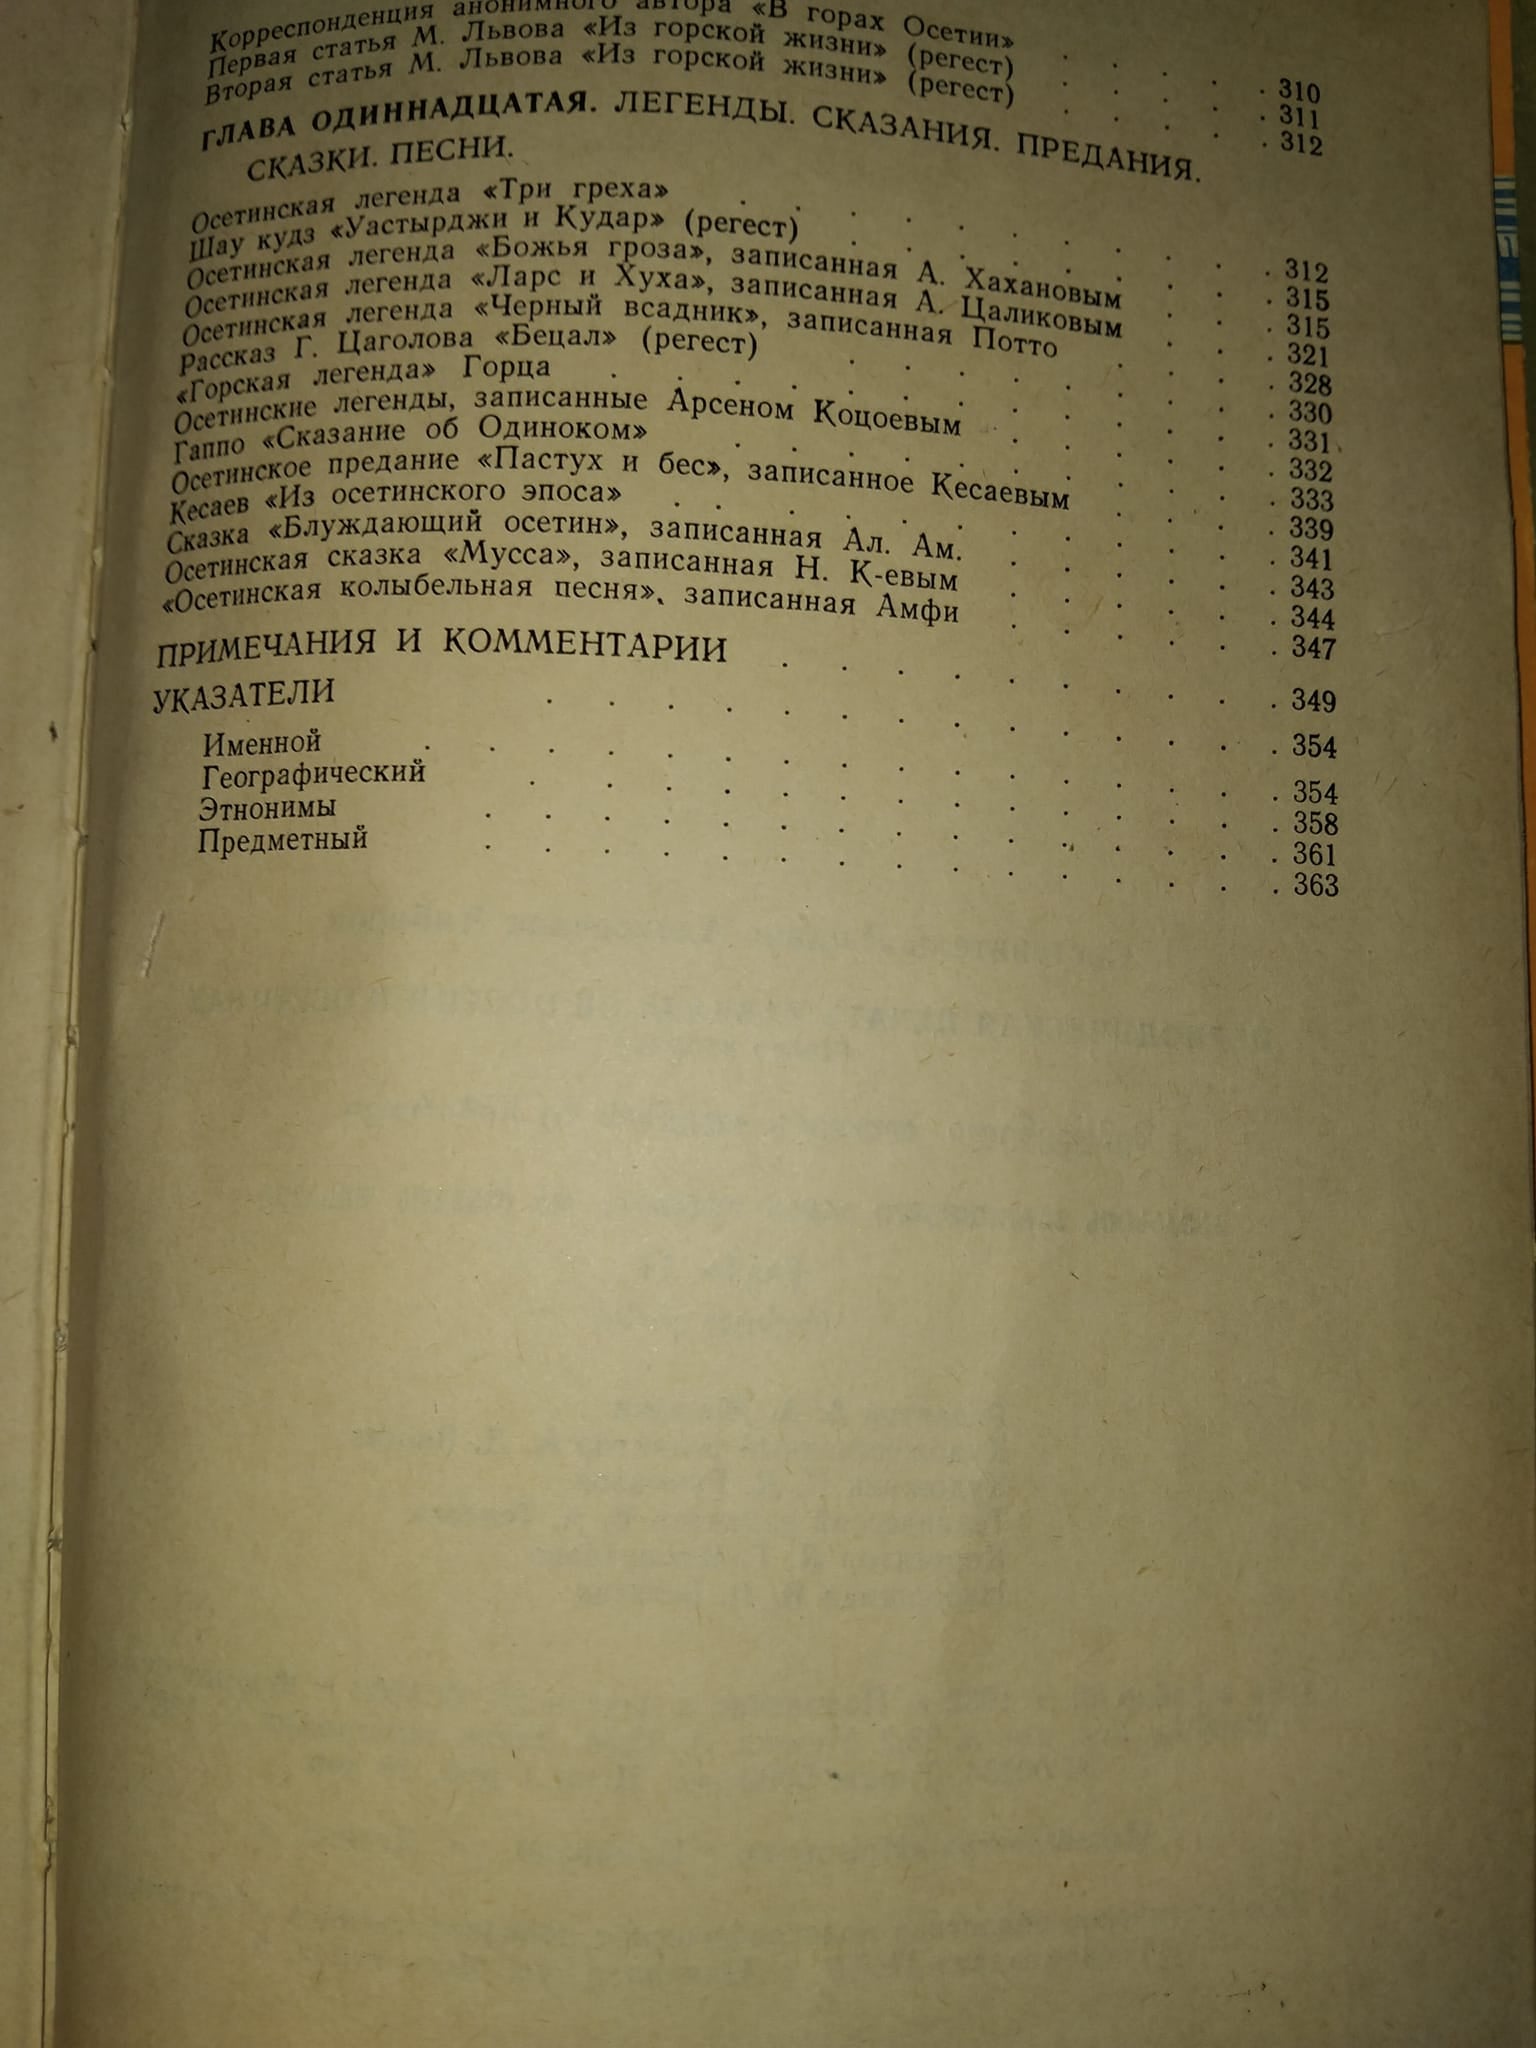 Корреспонденция анонимного автора «В горах Осетии» . . . . . 310
Первая статья М. Львова «Из горской жизни» (регест) . . . . . 311
Вторая статья М. Львова «Из горской жизни» (регест) . . . . . 312
ГЛАВА ОДИННАДЦАТАЯ. ЛЕГЕНДЫ. СКАЗАНИЯ. ПРЕДАНИЯ.
СКАЗКИ. ПЕСНИ.
Осетинская легенда «Три греха» . . . . . . . . . . . 312
Шау кудз «Уастырджи и Кудар» (регест) . . . . . . . . . 315
Осетинская легенда «Божья гроза», записанная А. Хахановым . . . 315
Осетинская легенда «Ларс и Хуха», записанная А. Цаликовым . . . 321
Осетинская легенда «Черный всадник», записанная Потто . . . . 328
Рассказ Г. Цаголова «Бецал» (регест) . . . . . . . . . 330
«Горская легенда» Горца . . . . . . . . . . . . . 331
Осетинские легенды, записанные Арсеном Коцоевым . . . . . . 332
Гаппо «Сказание об Одиноком» . . . . . . . . . . . 333
Осетинское предание «Пастух и бес», записанное Кесаевым . . . . 339
Кесаев «Из осетинского эпоса» . . . . . . . . . . . . 341
Сказка «Блуждающий осетин», записанная Ал. Ам. . . . . . . 343
Осетинская сказка «Мусса», записанная Н. К-евым . . . . . . 344
«Осетинская колыбельная песня», записанная Амфи . . . . . . 347
ПРИМЕЧАНИЯ И КОММЕНТАРИИ . . . . . . . . . . 349
УКАЗАТЕЛИ . . . . . . . . . . . . . . 354
Именной . . . . . . . . . . . . . . . . 354
Географический . . . . . . . . . . . . . . 358
Этнонимы . . . . . . . . . . . . . . . 361
Предметный . . . . . . . . . . . . . . . 363